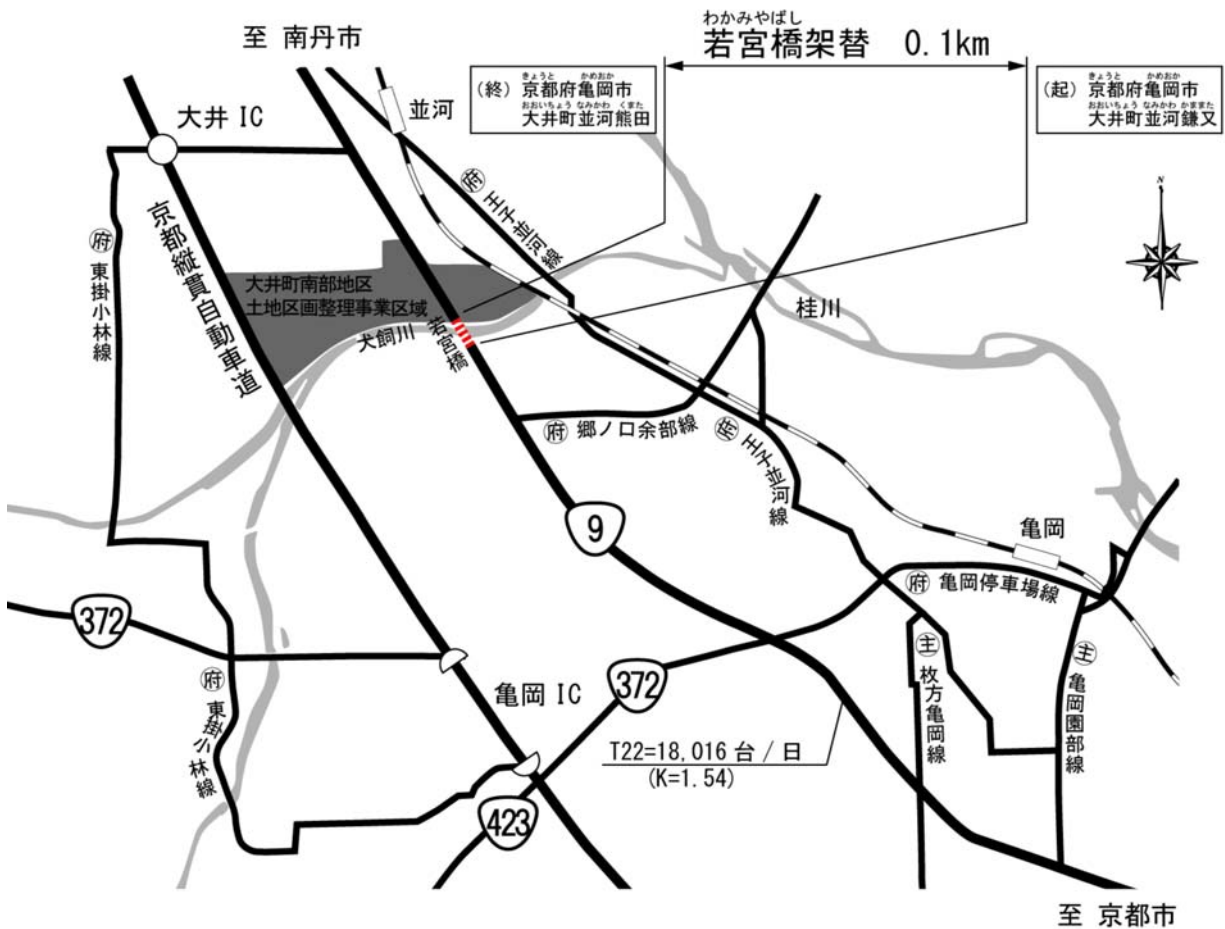 至 南丹市
わかみやばし
若宮橋架替 0.1km
きょうと かめおか
(終) 京都府亀岡市
おおいちょう なみかわ くまた
大井町並河熊田
きょうと かめおか
(起) 京都府亀岡市
おおいちょう なみかわ かままた
大井町並河鎌又
並河
大井 IC
N
府 王子並河線
京都縦貫自動車道
府 東掛小林線
大井町南部地区
土地区画整理事業区域
犬飼川
若宮橋
桂川
府 郷ノ口余部線
府 王子並河線
9
亀岡
府 亀岡停車場線
372
府 東掛小林線
亀岡 IC
372
主 枚方亀岡線
主 亀岡園部線
T22=18,016 台 / 日
(K=1.54)
423
至 京都市